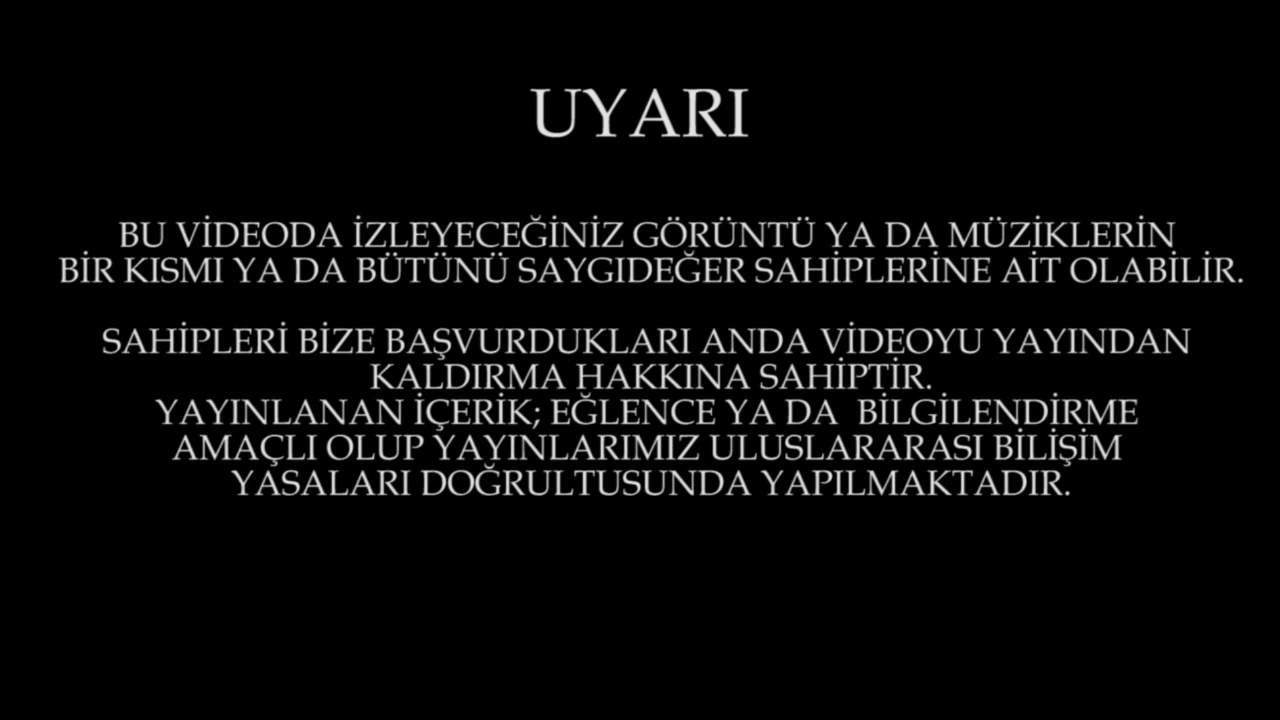 UYARI
BU VİDEODA İZLEYECEĞİNİZ GÖRÜNTÜ YA DA MÜZİKLERİN
BİR KISMI YA DA BÜTÜNÜ SAYGIDEĞER SAHİPLERİNE AİT OLABİLİR.
SAHİPLERİ BİZE BAŞVURDUKLARI ANDA VİDEOYU YAYINDAN
KALDIRMA HAKKINA SAHİPTİR.
YAYINLANAN İÇERİK; EĞLENCE YA DA  BİLGİLENDİRME
AMAÇLI OLUP YAYINLARIMIZ ULUSLARARASI BİLİŞİM
YASALARI DOĞRULTUSUNDA YAPILMAKTADIR.